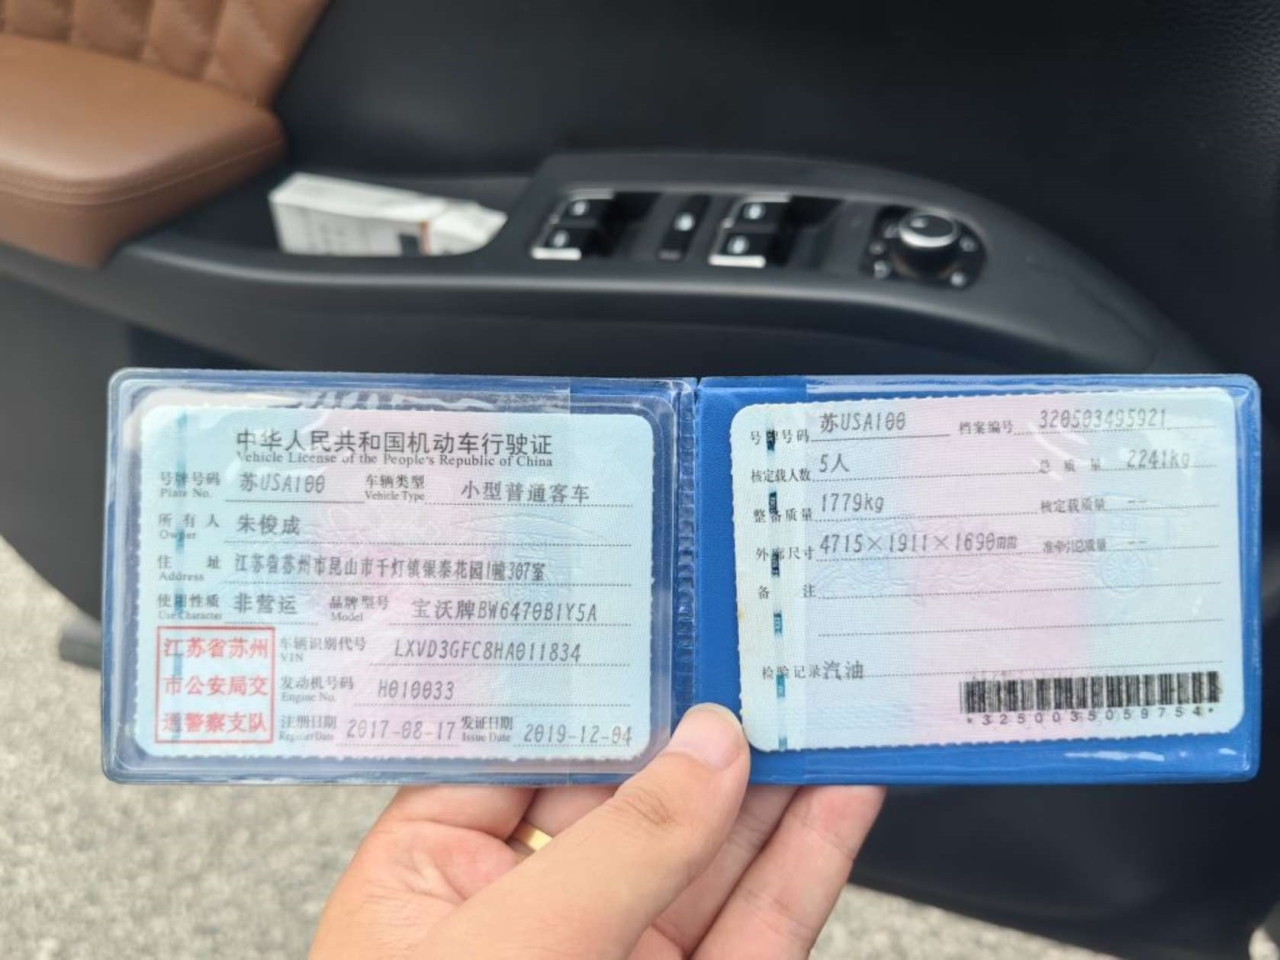 中华人民共和国机动车行驶证
Vehicle License of the People's Republic of China
号牌号码 苏USA100 车辆类型 小型普通客车
Plate No. Vehicle Type
所有人 朱俊成
Owner
住址 江苏省苏州市昆山市千灯镇银泰花园1幢307室
Address
使用性质 非营运 品牌型号 宝沃牌BW6470B1Y5A
Use Character Model
江苏省苏州
市公安局交
通警察支队
车辆识别代号 LXVD3GFC8HA011834
VIN
发动机号码 H010033
Engine No.
注册日期 2017-08-17 发证日期 2019-12-04
Register Date Issue Date
号牌号码 苏USA100 档案编号 320503495921
核定载人数 5人 总质量 2241kg
整备质量 1779kg 核定载质量 --
外廓尺寸 4715×1911×1690mm 准牵引总质量 --
备注
检验记录 汽油
*3250035059754*